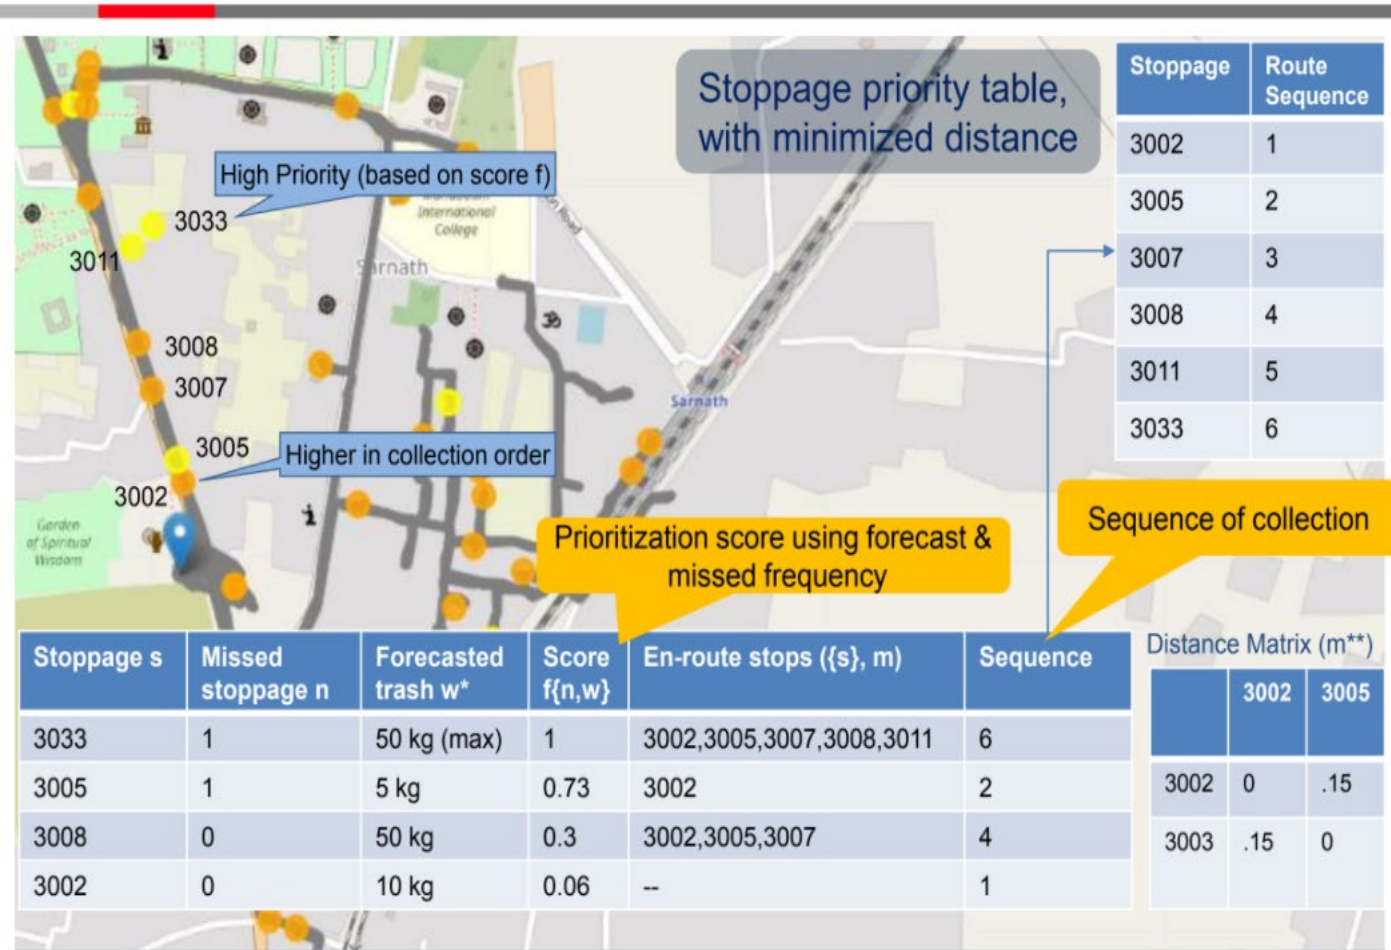 Stoppage priority table,
with minimized distance
Stoppage Route Sequence
3002 1
3005 2
3007 3
3008 4
3011 5
3033 6
High Priority (based on score f)
3033
3011
International
College
Sarnath
3008
3007
Sarnath
3005
Higher in collection order
3002
Garden
of Spiritual
Wisdom
Prioritization score using forecast &
missed frequency
Sequence of collection
Stoppage s Missed stoppage n Forecasted trash w* Score f{n,w} En-route stops ({s}, m) Sequence
3033 1 50 kg (max) 1 3002,3005,3007,3008,3011 6
3005 1 5 kg 0.73 3002 2
3008 0 50 kg 0.3 3002,3005,3007 4
3002 0 10 kg 0.06 -- 1
Distance Matrix (m**)
3002 3005
3002 0 .15
3003 .15 0